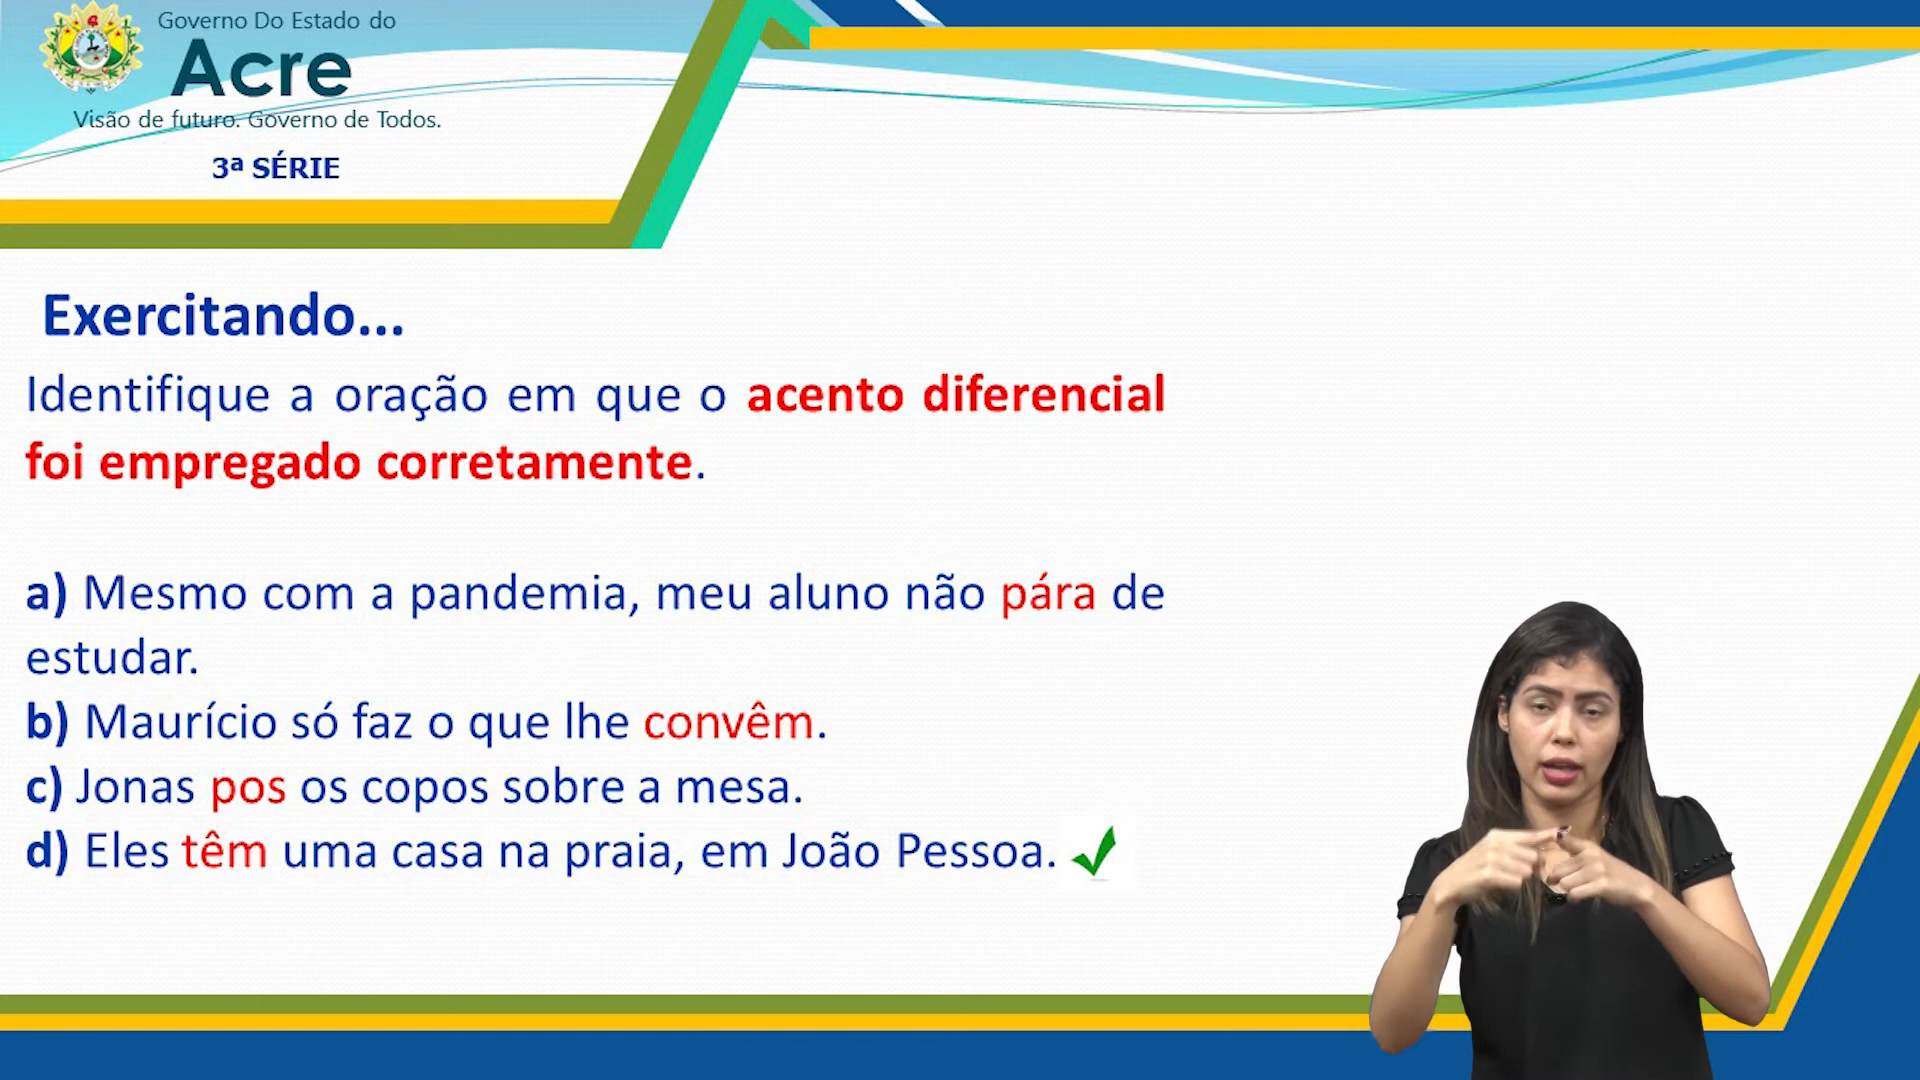 Governo Do Estado do
Acre
Visão de futuro. Governo de Todos.
3ª SÉRIE
Exercitando...
Identifique a oração em que o acento diferencial
foi empregado corretamente.
a) Mesmo com a pandemia, meu aluno não pára de
estudar.
b) Maurício só faz o que lhe convêm.
c) Jonas pos os copos sobre a mesa.
d) Eles têm uma casa na praia, em João Pessoa.